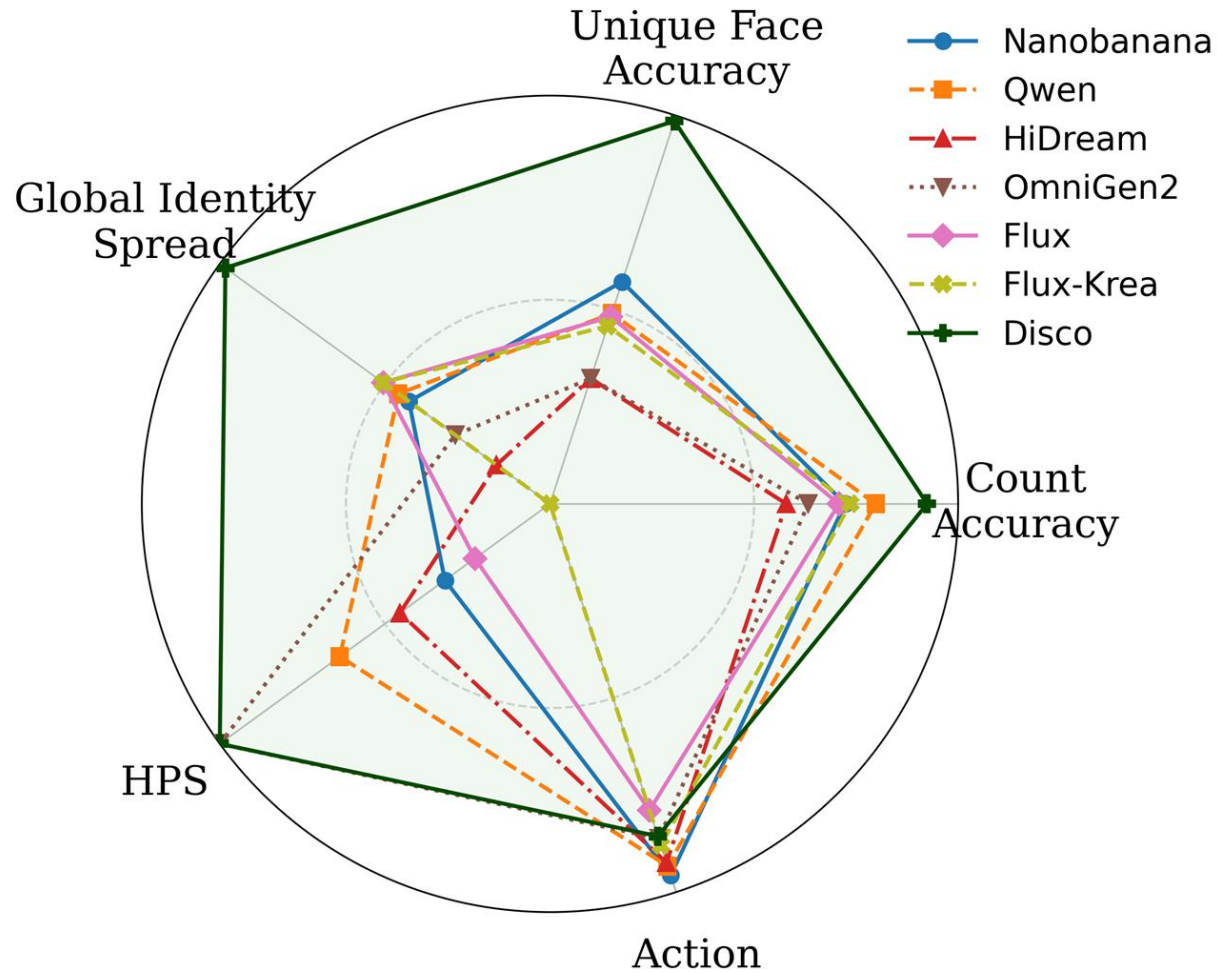 Unique Face
Accuracy
Nanobanana
Qwen
HiDream
OmniGen2
Flux
Flux-Krea
Disco
Global Identity
Spread
Count
Accuracy
HPS
Action